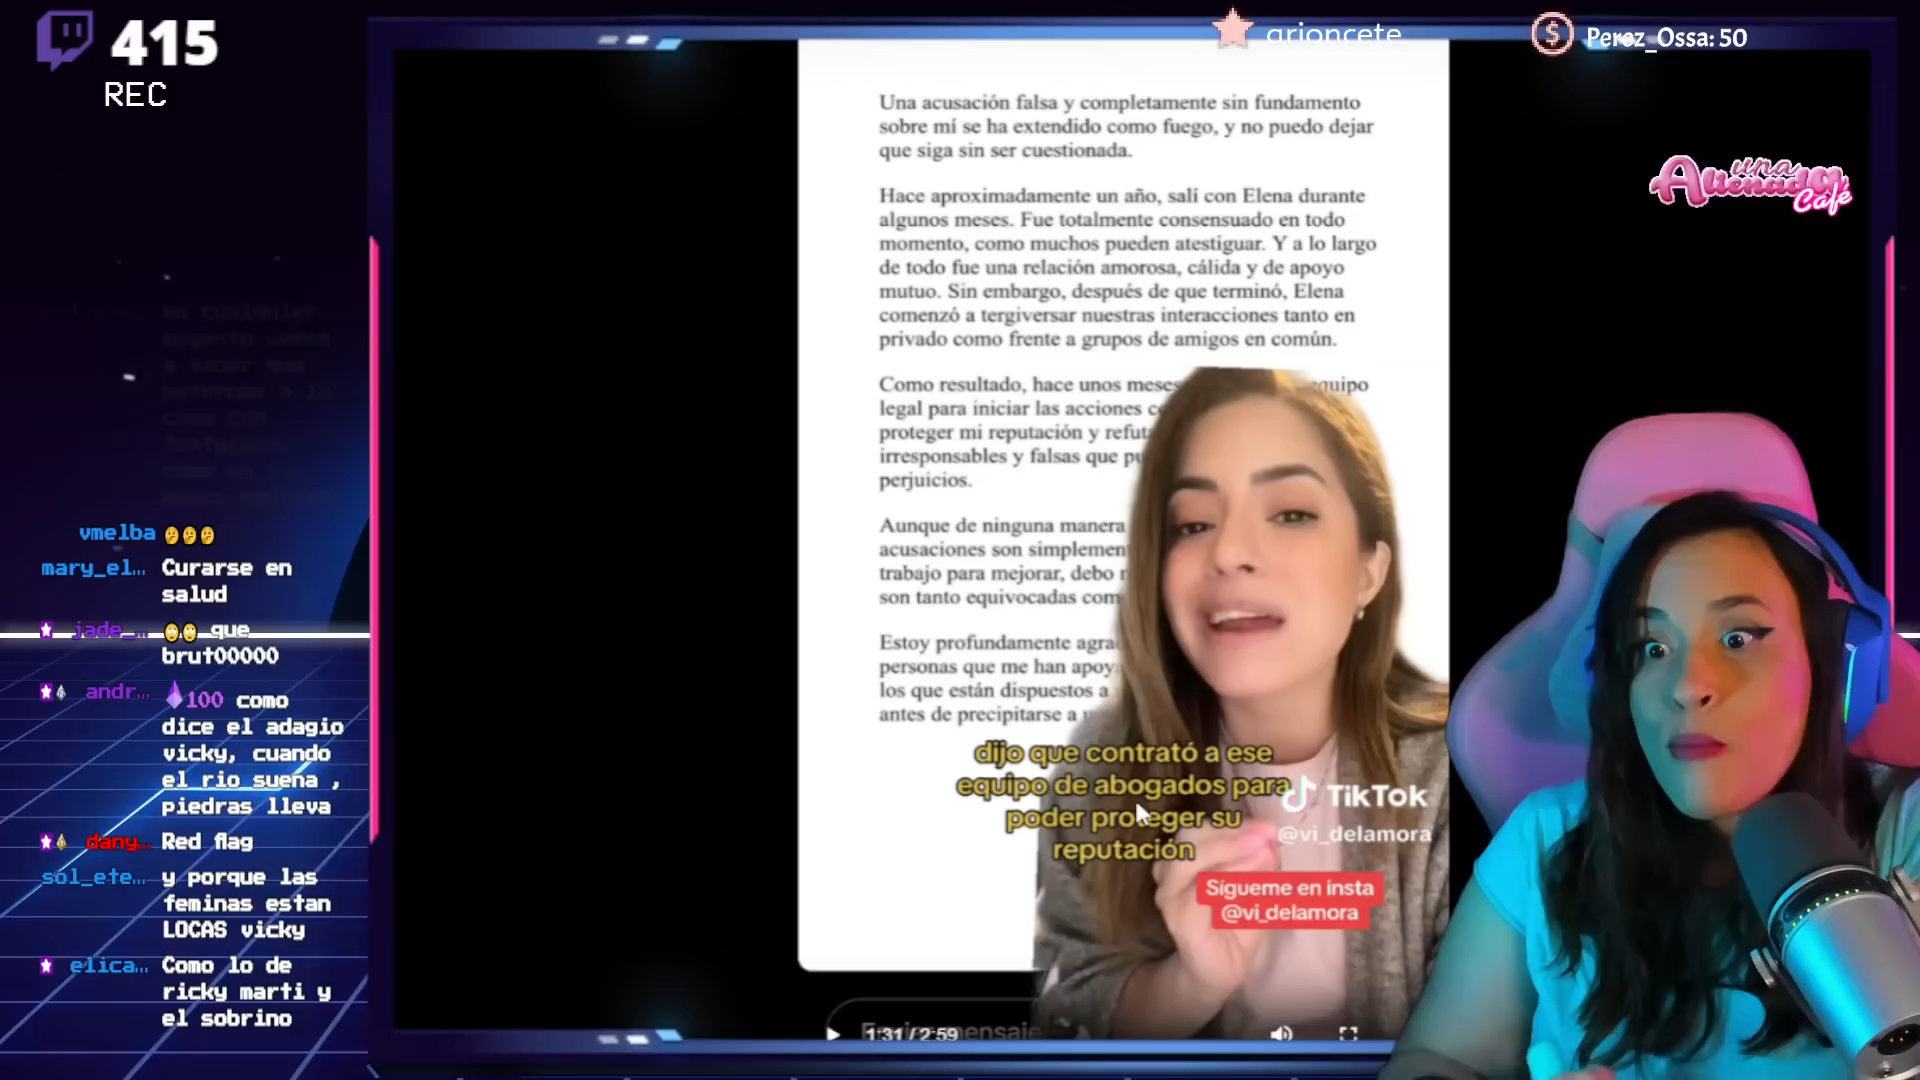 415
REC
arioncete
Perez_Ossa: 50
una
Café
Una acusación falsa y completamente sin fundamento
sobre mí se ha extendido como fuego, y no puedo dejar
que siga sin ser cuestionada.
Hace aproximadamente un año, salí con Elena durante
algunos meses. Fue totalmente consensuado en todo
momento, como muchos pueden atestiguar. Y a lo largo
de todo fue una relación amorosa, cálida y de apoyo
mutuo. Sin embargo, después de que terminó, Elena
comenzó a tergiversar nuestras interacciones tanto en
privado como frente a grupos de amigos en común.
Como resultado, hace unos meses equipo
legal para iniciar las acciones
proteger mi reputación y
irresponsables y falsas que
perjuicios.
Aunque de ninguna manera
acusaciones son
trabajo para mejorar, debo
son tanto equivocadas
Estoy profundamente
personas que me han
los que están dispuestos a
antes de precipitarse a
dijo que contrató a ese
equipo de abogados para
poder proteger su
reputación
TikTok
@vi_delamora
Sígueme en insta
@vi_delamora
1:31 / 2:59
vmelba
mary_el... Curarse en
salud
jade_... que
brut00000
andr... 100 como
dice el adagio
vicky, cuando
el rio suena ,
piedras lleva
dany... Red flag
sol_ete... y porque las
feminas estan
LOCAS vicky
elica... Como lo de
ricky marti y
el sobrino